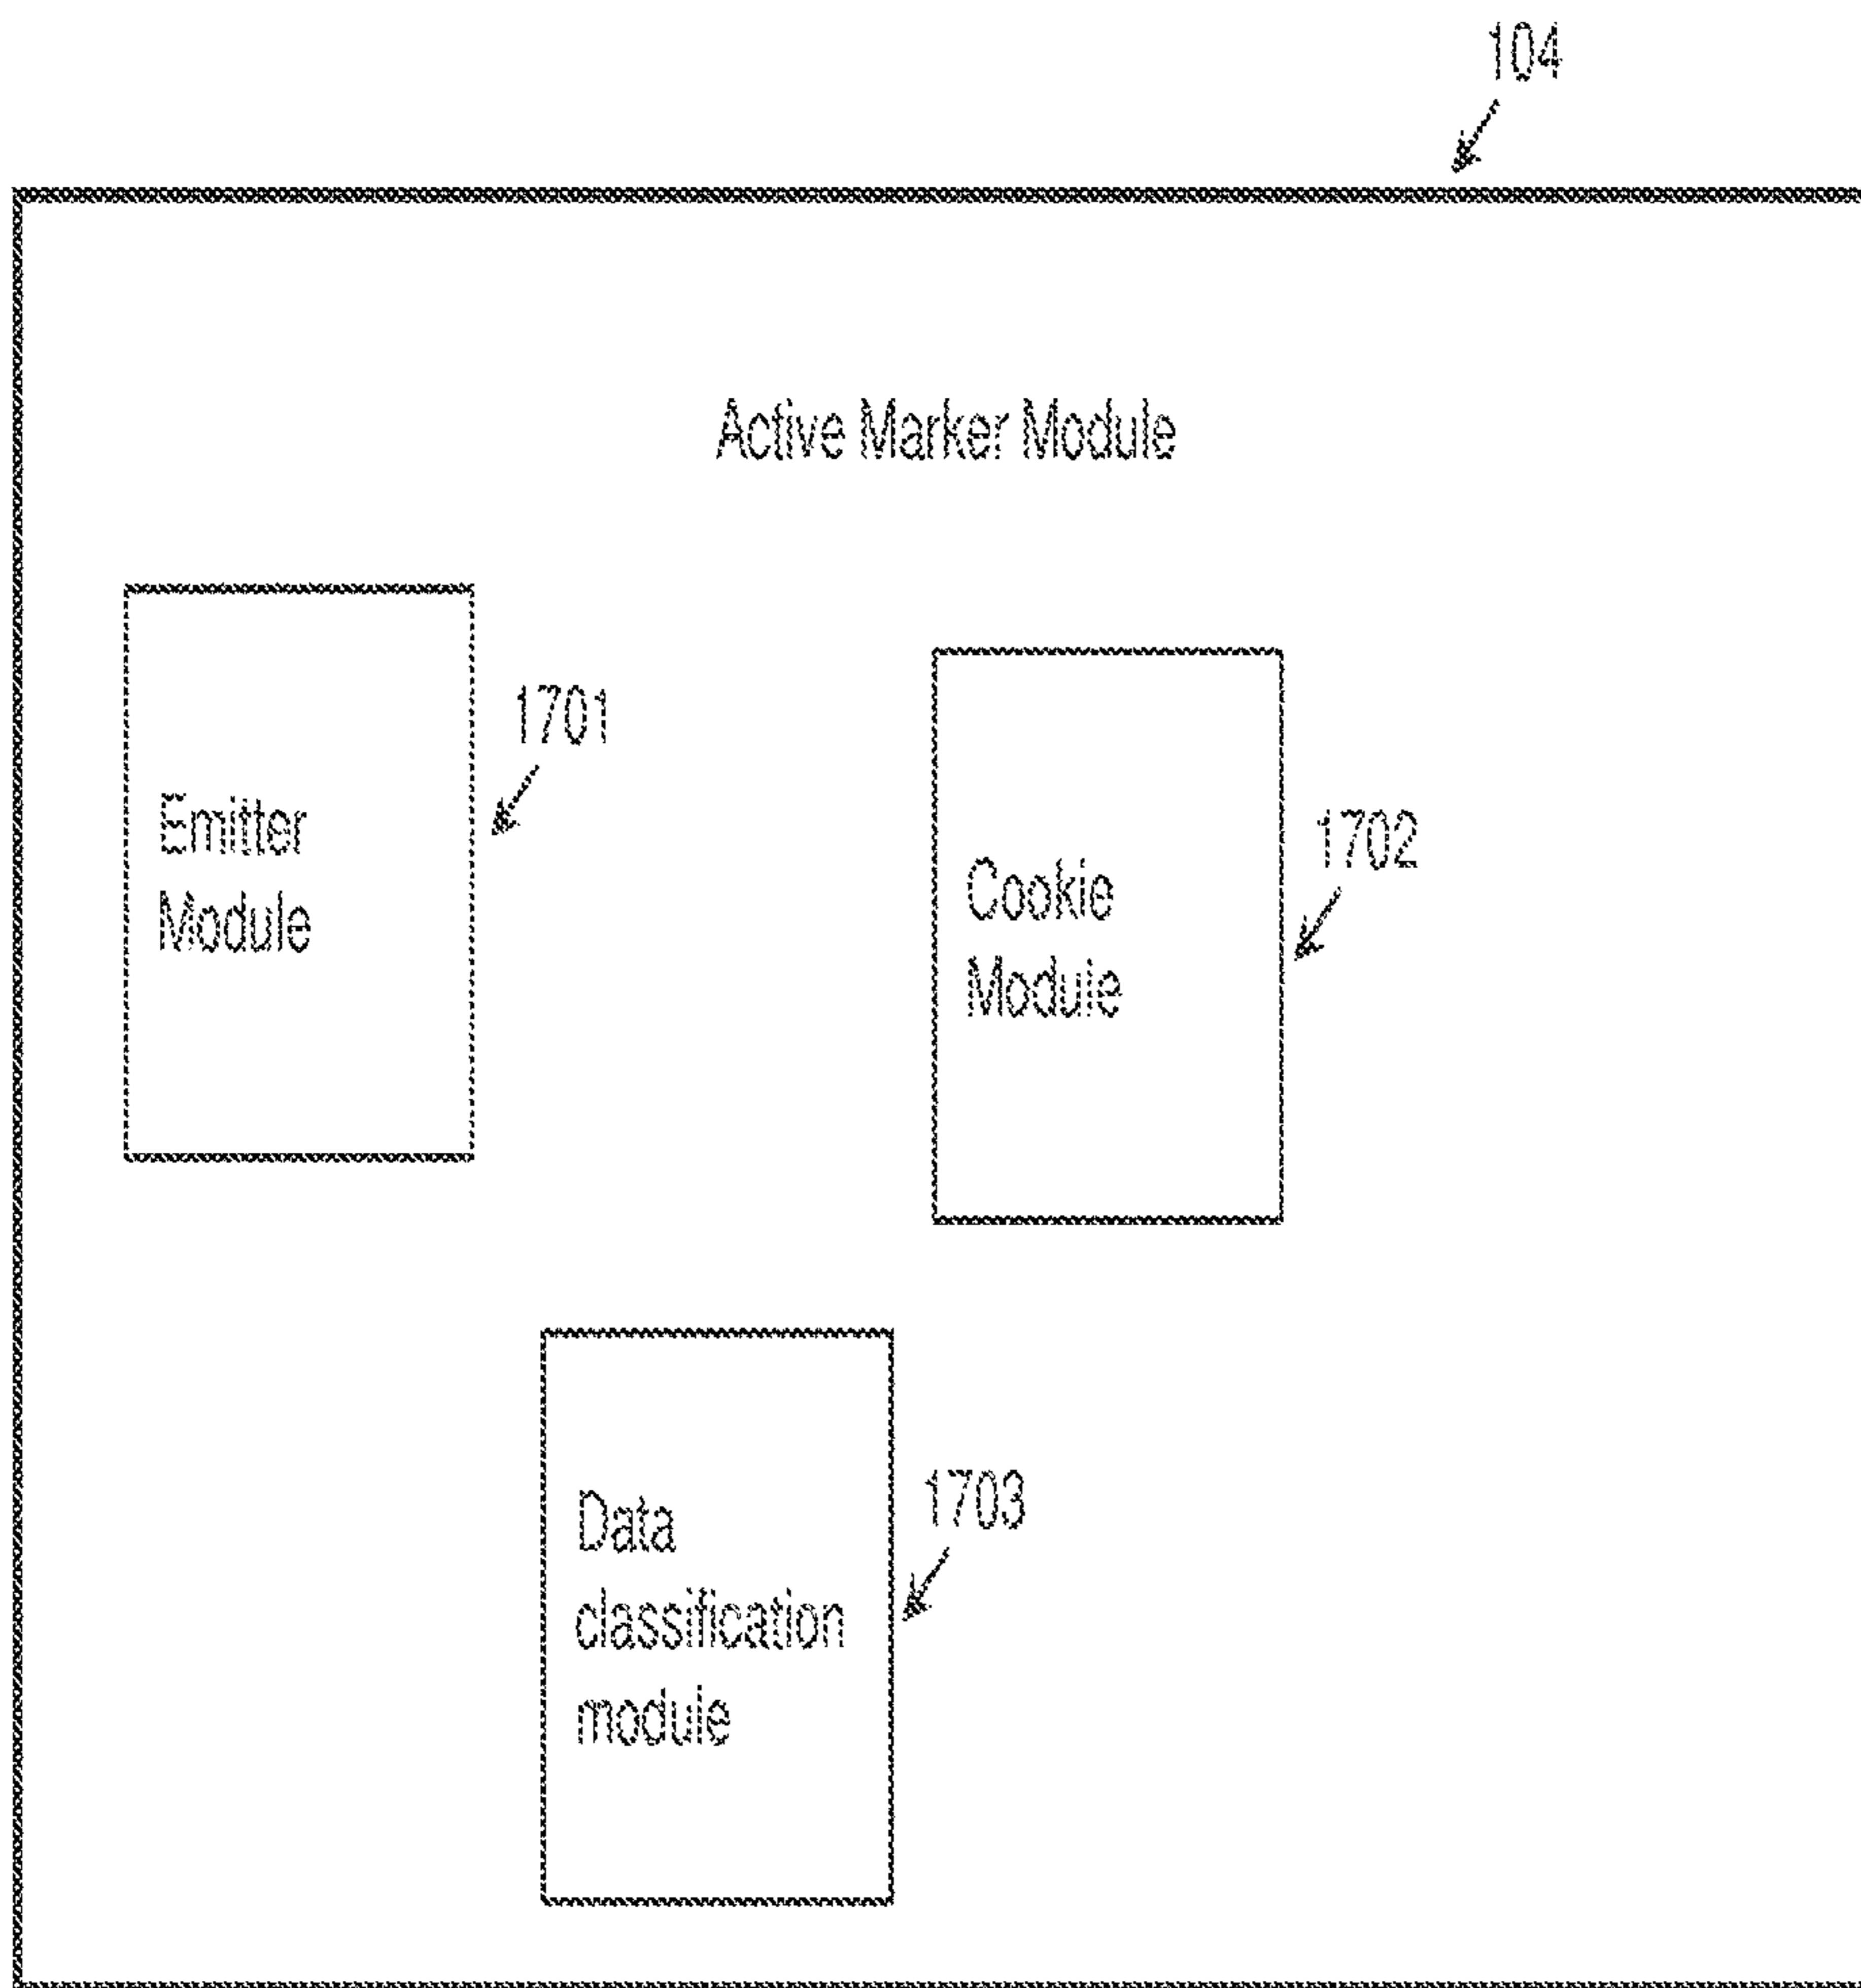 104
Active Marker Module
1701
Emitter
Module
1702
Cookie
Module
1703
Data
classification
module